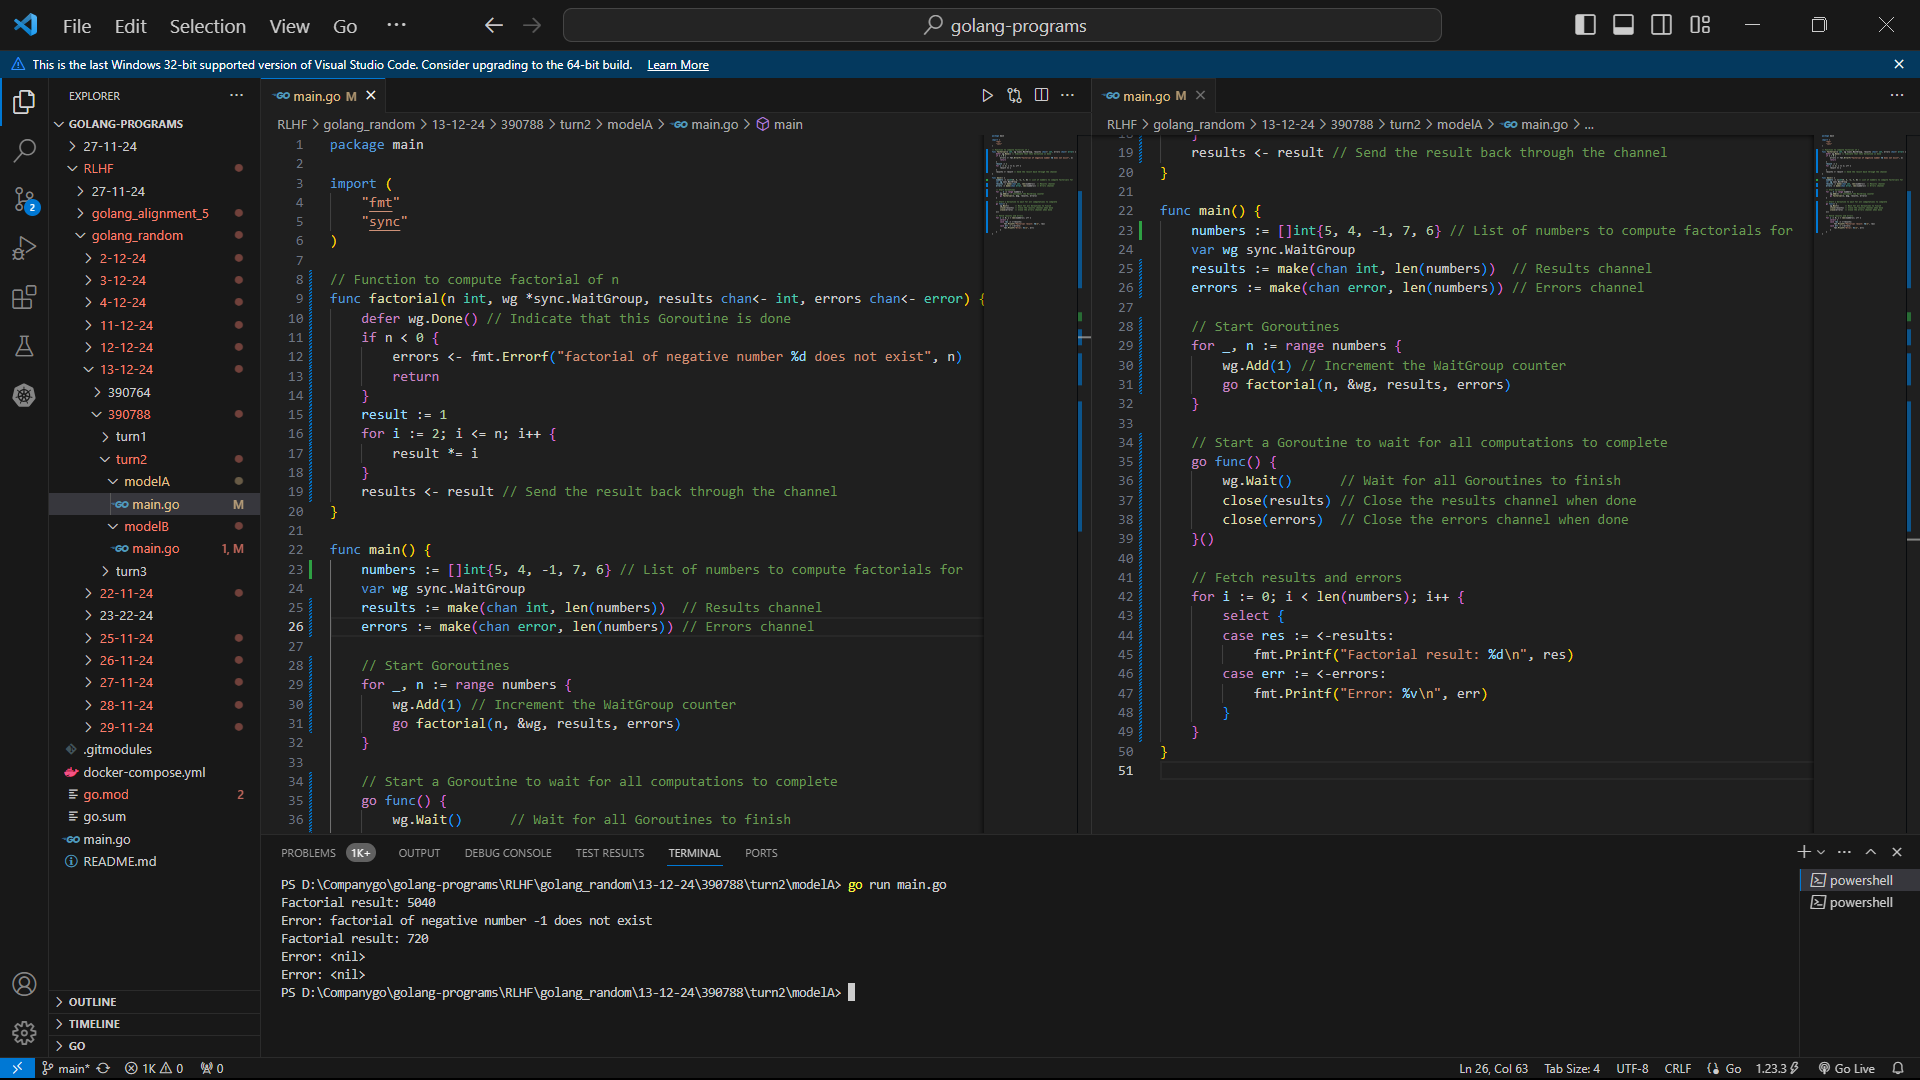 File Edit Selection View Go ··· golang-programs
This is the last Windows 32-bit supported version of Visual Studio Code. Consider upgrading to the 64-bit build. Learn More
EXPLORER
GOLANG-PROGRAMS
27-11-24
RLHF
27-11-24
golang_alignment_5
golang_random
2-12-24
3-12-24
4-12-24
11-12-24
12-12-24
13-12-24
390764
390788
turn1
turn2
modelA
main.go M
modelB
main.go 1, M
turn3
22-11-24
23-22-24
25-11-24
26-11-24
27-11-24
28-11-24
29-11-24
.gitmodules
docker-compose.yml
go.mod 2
go.sum
main.go
README.md
OUTLINE
TIMELINE
GO
2
main.go M
RLHF > golang_random > 13-12-24 > 390788 > turn2 > modelA > main.go > main
1 package main
2
3 import (
4 "fmt"
5 "sync"
6 )
7
8 // Function to compute factorial of n
9 func factorial(n int, wg *sync.WaitGroup, results chan<- int, errors chan<- error) {
10 defer wg.Done() // Indicate that this Goroutine is done
11 if n < 0 {
12 errors <- fmt.Errorf("factorial of negative number %d does not exist", n)
13 return
14 }
15 result := 1
16 for i := 2; i <= n; i++ {
17 result *= i
18 }
19 results <- result // Send the result back through the channel
20 }
21
22 func main() {
23 numbers := []int{5, 4, -1, 7, 6} // List of numbers to compute factorials for
24 var wg sync.WaitGroup
25 results := make(chan int, len(numbers)) // Results channel
26 errors := make(chan error, len(numbers)) // Errors channel
27
28 // Start Goroutines
29 for _, n := range numbers {
30 wg.Add(1) // Increment the WaitGroup counter
31 go factorial(n, &wg, results, errors)
32 }
33
34 // Start a Goroutine to wait for all computations to complete
35 go func() {
36 wg.Wait() // Wait for all Goroutines to finish
main.go M
RLHF > golang_random > 13-12-24 > 390788 > turn2 > modelA > main.go > ...
19 results <- result // Send the result back through the channel
20 }
21
22 func main() {
23 numbers := []int{5, 4, -1, 7, 6} // List of numbers to compute factorials for
24 var wg sync.WaitGroup
25 results := make(chan int, len(numbers)) // Results channel
26 errors := make(chan error, len(numbers)) // Errors channel
27
28 // Start Goroutines
29 for _, n := range numbers {
30 wg.Add(1) // Increment the WaitGroup counter
31 go factorial(n, &wg, results, errors)
32 }
33
34 // Start a Goroutine to wait for all computations to complete
35 go func() {
36 wg.Wait() // Wait for all Goroutines to finish
37 close(results) // Close the results channel when done
38 close(errors) // Close the errors channel when done
39 }()
40
41 // Fetch results and errors
42 for i := 0; i < len(numbers); i++ {
43 select {
44 case res := <-results:
45 fmt.Printf("Factorial result: %d\n", res)
46 case err := <-errors:
47 fmt.Printf("Error: %v\n", err)
48 }
49 }
50 }
51
PROBLEMS 1K+ OUTPUT DEBUG CONSOLE TEST RESULTS TERMINAL PORTS
PS D:\Companygo\golang-programs\RLHF\golang_random\13-12-24\390788\turn2\modelA> go run main.go
Factorial result: 5040
Error: factorial of negative number -1 does not exist
Factorial result: 720
Error: <nil>
Error: <nil>
PS D:\Companygo\golang-programs\RLHF\golang_random\13-12-24\390788\turn2\modelA>
powershell
powershell
main* 1K 0 0 Ln 26, Col 63 Tab Size: 4 UTF-8 CRLF Go 1.23.3 Go Live